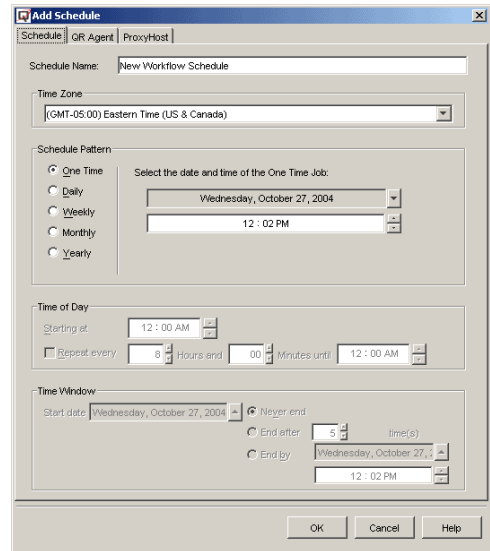 Add Schedule
Schedule QR Agent ProxyHost
Schedule Name: New Workflow Schedule
Time Zone
(GMT-05:00) Eastern Time (US & Canada)
Schedule Pattern
One Time Select the date and time of the One Time Job:
Daily Wednesday, October 27, 2004
Weekly 12 : 02 PM
Monthly
Yearly
Time of Day
Starting at 12 : 00 AM
Repeat every 8 Hours and 00 Minutes until 12 : 00 AM
Time Window
Start date Wednesday, October 27, 2004 Never end
End after 5 time(s)
End by Wednesday, October 27, 2
12 : 02 PM
OK Cancel Help